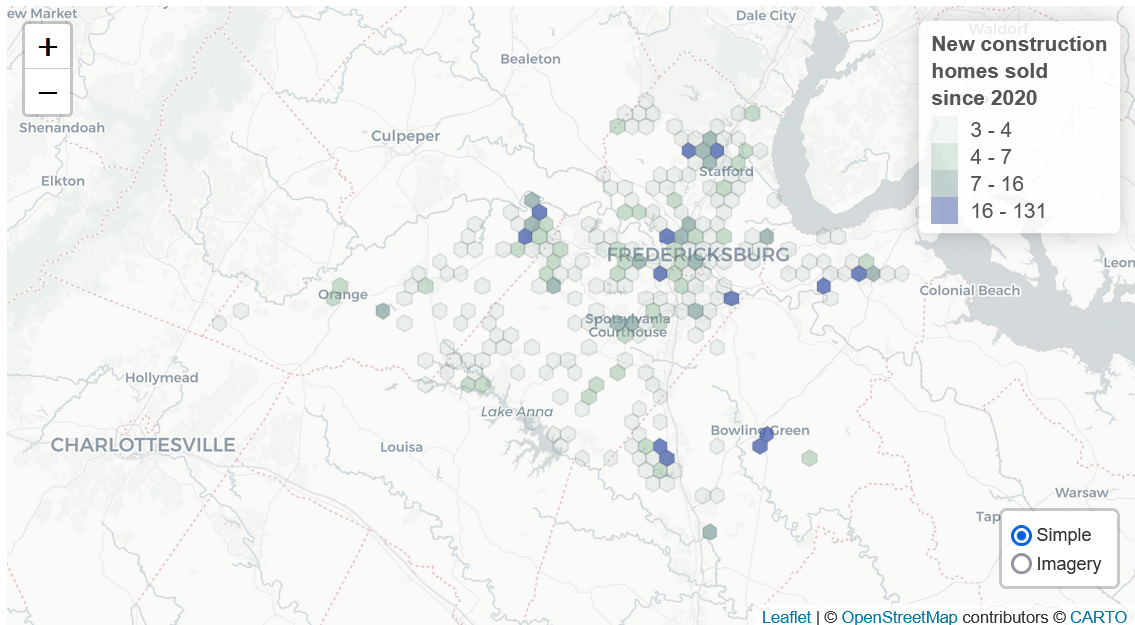 ew Market
Dale City
Waldorf
+
−
New construction
homes sold
since 2020
3 - 4
4 - 7
7 - 16
16 - 131
Bealeton
Shenandoah
Culpeper
Elkton
Stafford
FREDERICKSBURG
Leon
Orange
Colonial Beach
Spotsylvania
Courthouse
Hollymead
Lake Anna
CHARLOTTESVILLE
Louisa
Bowling Green
Warsaw
Tap
Simple
Imagery
Leaflet | © OpenStreetMap contributors © CARTO